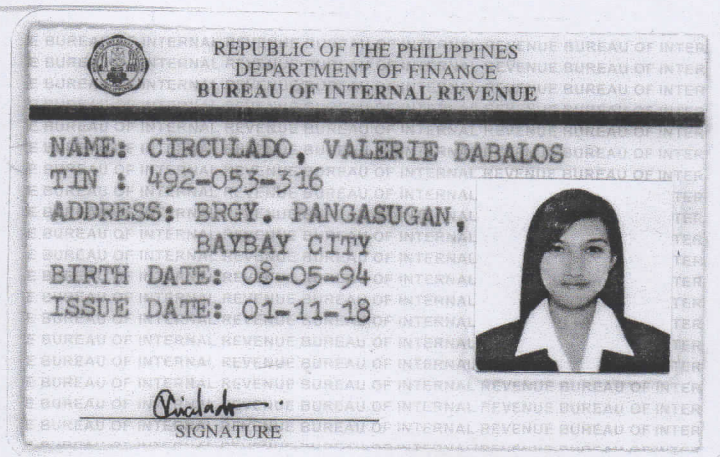 REPUBLIC OF THE PHILIPPINES
DEPARTMENT OF FINANCE
BUREAU OF INTERNAL REVENUE
NAME: CIRCULADO, VALERIE DABALOS
TIN : 492-053-316
ADDRESS: BRGY. PANGASUGAN,
BAYBAY CITY
BIRTH DATE: 08-05-94
ISSUE DATE: 01-11-18
VCirculado
SIGNATURE